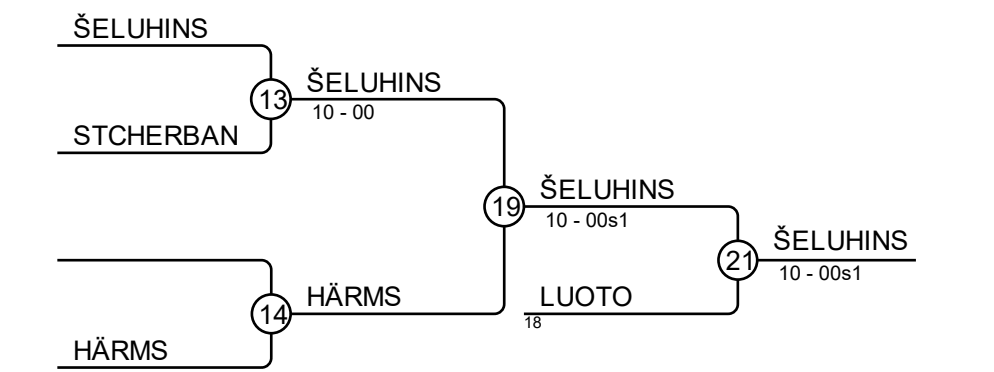 ŠELUHINS
13
ŠELUHINS
10 - 00
STCHERBAN
19
ŠELUHINS
10 - 00s1
21
ŠELUHINS
10 - 00s1
14
HÄRMS
LUOTO
18
HÄRMS